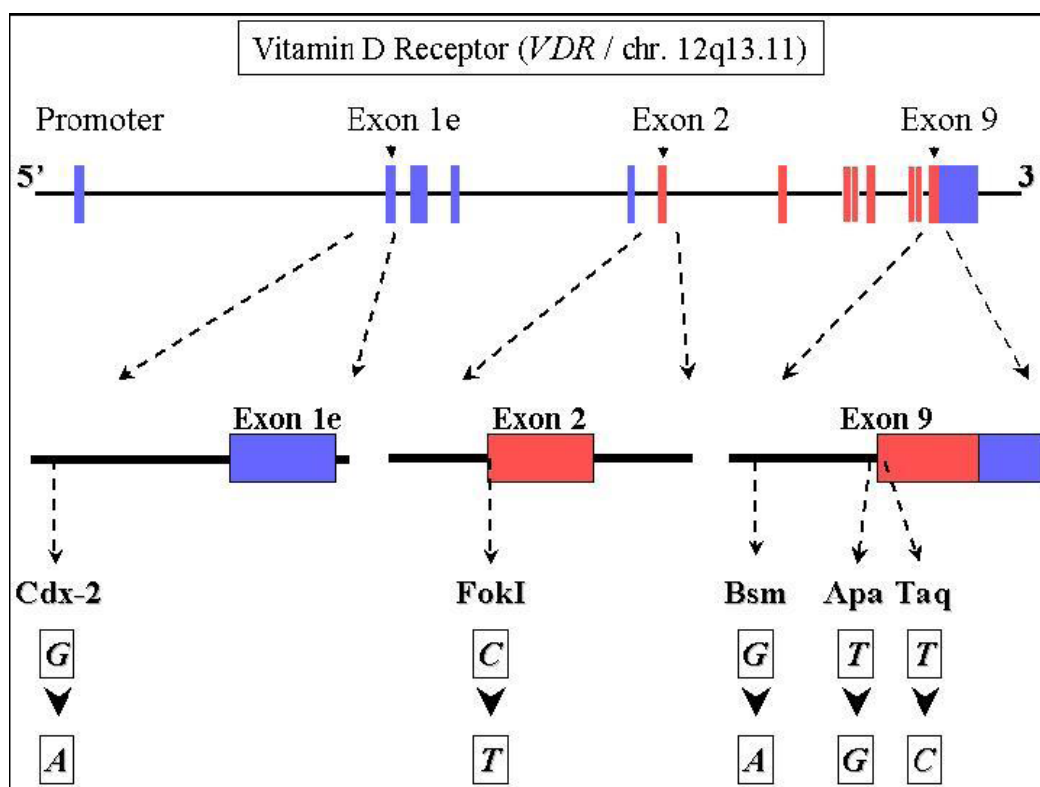 Vitamin D Receptor (VDR / chr. 12q13.11)
Promoter Exon 1e Exon 2 Exon 9
5' 3
Exon 1e Exon 2 Exon 9
Cdx-2 FokI Bsm Apa Taq
G C G T T
A T A G C